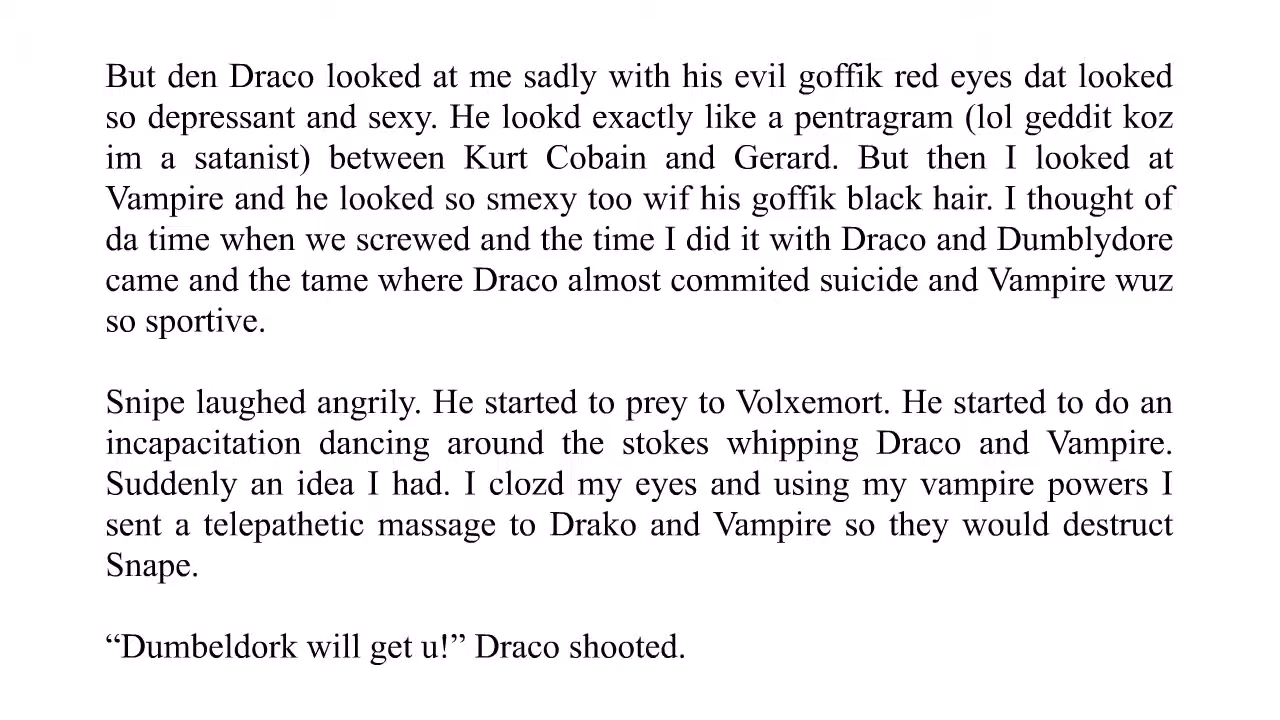 But den Draco looked at me sadly with his evil goffik red eyes dat looked
so depressant and sexy. He lookd exactly like a pentragram (lol geddit koz
im a satanist) between Kurt Cobain and Gerard. But then I looked at
Vampire and he looked so smexy too wif his goffik black hair. I thought of
da time when we screwed and the time I did it with Draco and Dumblydore
came and the tame where Draco almost commited suicide and Vampire wuz
so sportive.
Snipe laughed angrily. He started to prey to Volxemort. He started to do an
incapacitation dancing around the stokes whipping Draco and Vampire.
Suddenly an idea I had. I clozd my eyes and using my vampire powers I
sent a telepathetic massage to Drako and Vampire so they would destruct
Snape.
“Dumbeldork will get u!” Draco shooted.